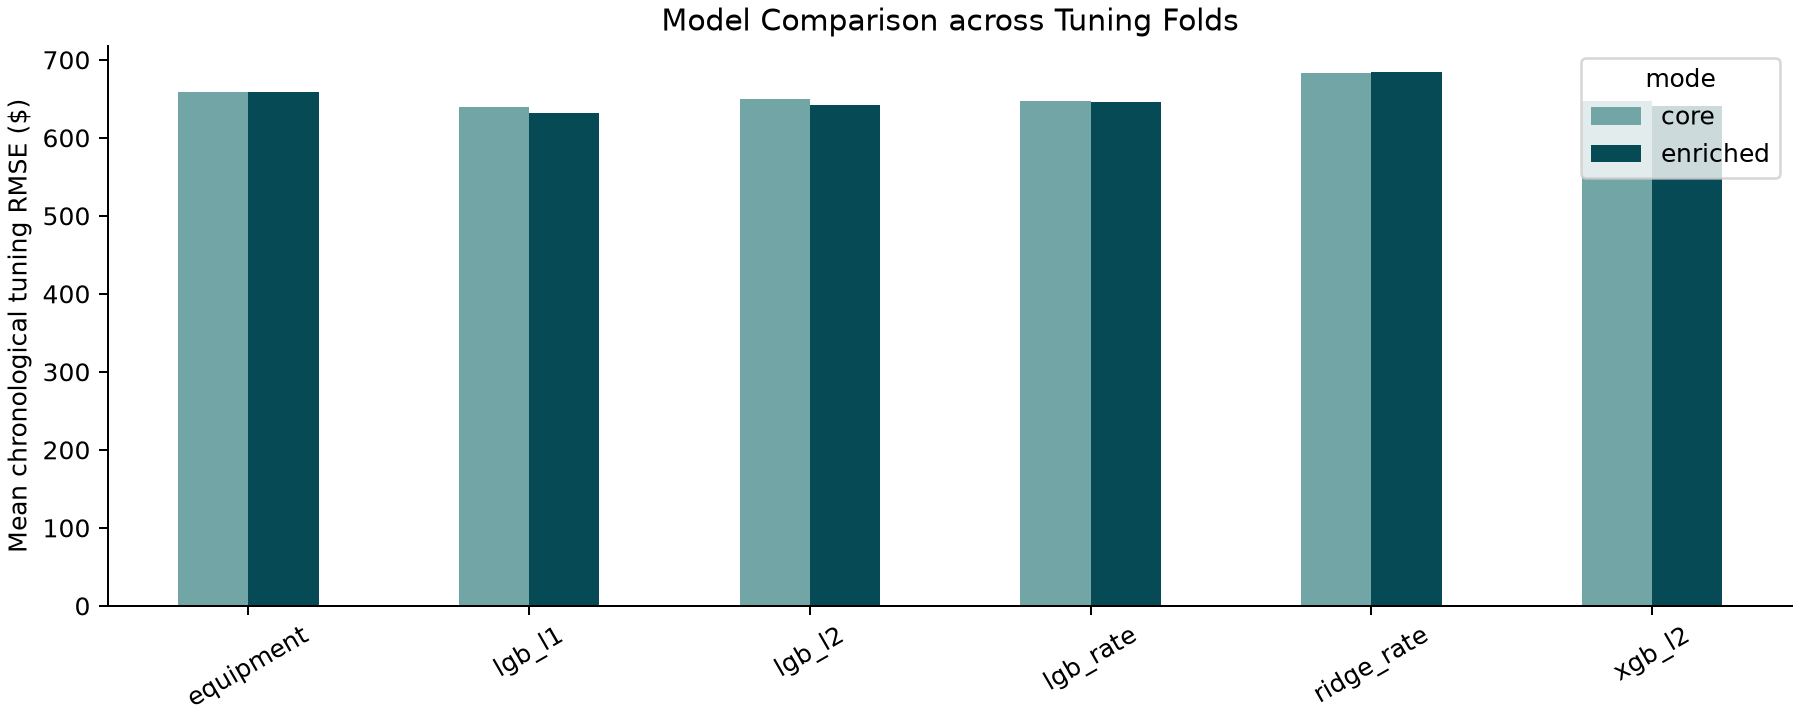 Model Comparison across Tuning Folds
Mean chronological tuning RMSE ($)
700
600
500
400
300
200
100
0
mode
core
enriched
equipment
lgb_l1
lgb_l2
lgb_rate
ridge_rate
xgb_l2